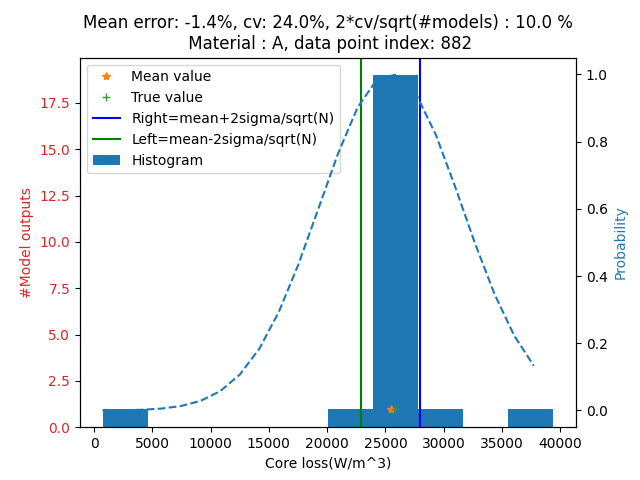 Mean error: -1.4%, cv: 24.0%, 2*cv/sqrt(#models) : 10.0 %
Material : A, data point index: 882
Mean value
True value
Right=mean+2sigma/sqrt(N)
Left=mean-2sigma/sqrt(N)
Histogram
17.5
15.0
12.5
10.0
7.5
5.0
2.5
0.0
#Model outputs
1.0
0.8
0.6
0.4
0.2
0.0
Probability
0 5000 10000 15000 20000 25000 30000 35000 40000
Core loss(W/m^3)